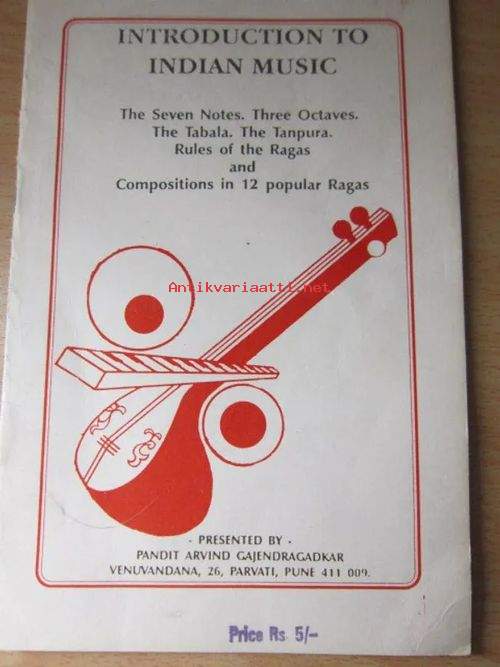 INTRODUCTION TO
INDIAN MUSIC
The Seven Notes. Three Octaves.
The Tabala. The Tanpura.
Rules of the Ragas
and
Compositions in 12 popular Ragas
Antikvariaatti.net
- PRESENTED BY -
PANDIT ARVIND GAJENDRAGADKAR
VENUVANDANA, 26, PARVATI, PUNE 411 009.
Price Rs 5/-